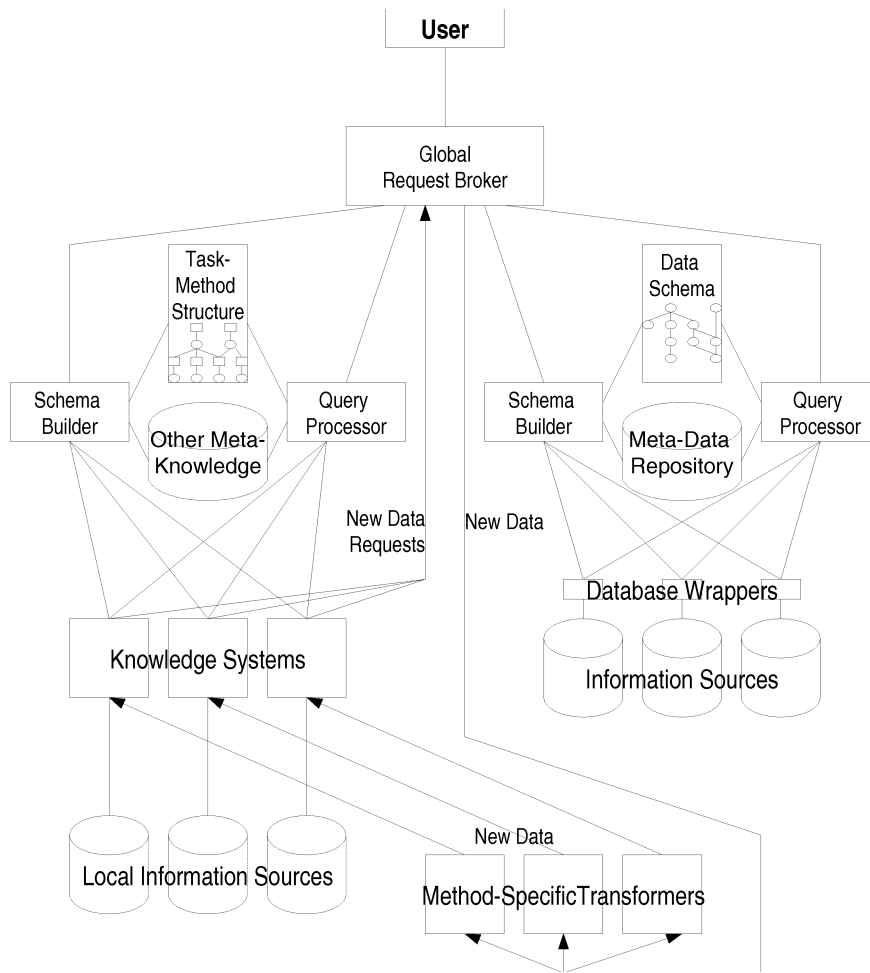 User
Global
Request Broker
Task-
Method
Structure
Data
Schema
Schema
Builder
Other Meta-
Knowledge
Query
Processor
Schema
Builder
Meta-Data
Repository
Query
Processor
New Data
Requests
New Data
Database Wrappers
Knowledge Systems
Information Sources
New Data
Local Information Sources
Method-SpecificTransformers